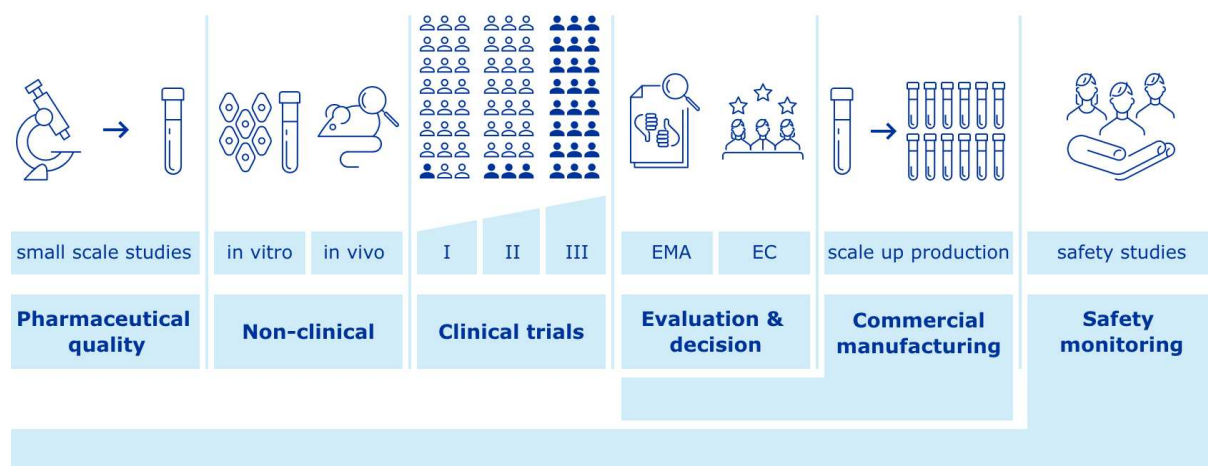 small scale studies
in vitro
in vivo
I
II
III
EMA
EC
scale up production
safety studies
Pharmaceutical
quality
Non-clinical
Clinical trials
Evaluation &
decision
Commercial
manufacturing
Safety
monitoring